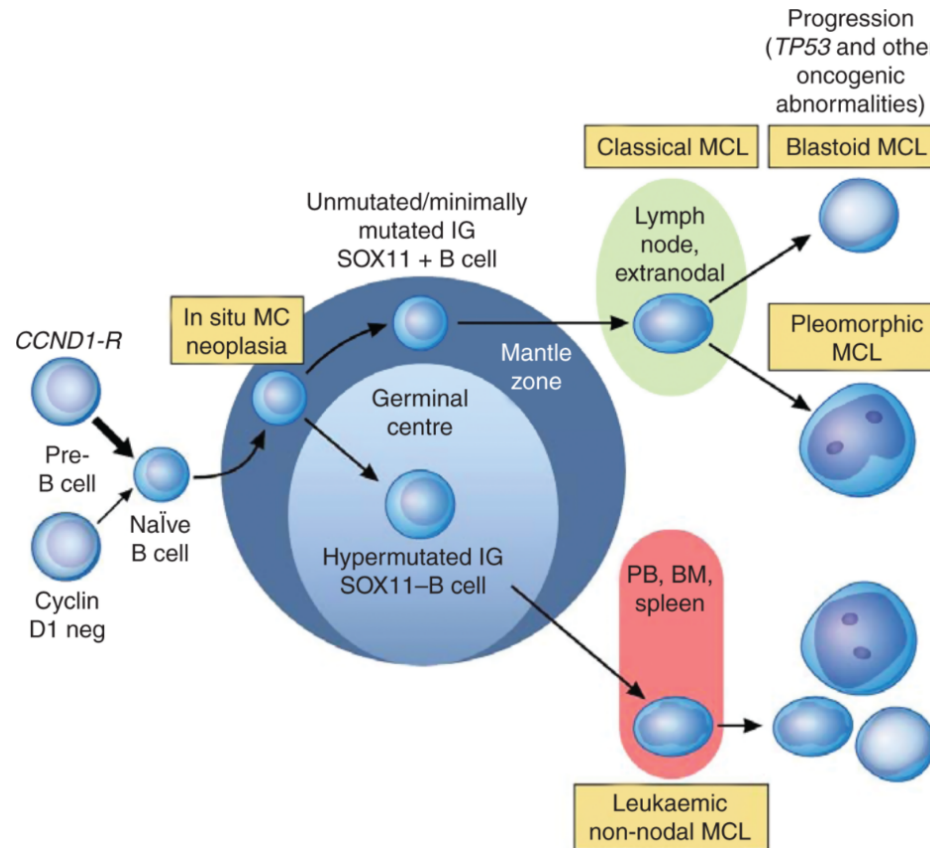 Progression
(TP53 and other
oncogenic
abnormalities)
Classical MCL
Blastoid MCL
Unmutated/minimally
mutated IG
SOX11 + B cell
Lymph
node,
extranodal
In situ MC
neoplasia
CCND1-R
Mantle
zone
Pleomorphic
MCL
Germinal
centre
Pre-
B cell
NaÏve
B cell
Hypermutated IG
SOX11–B cell
Cyclin
D1 neg
PB, BM,
spleen
Leukaemic
non-nodal MCL